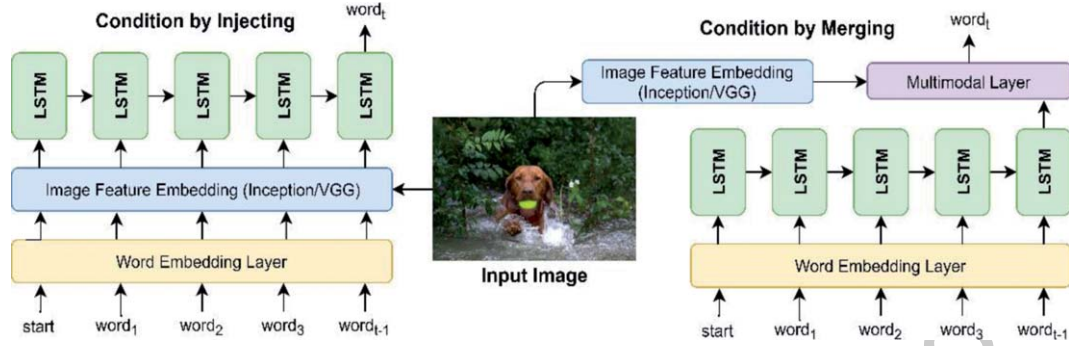 Condition by Injecting
word_t
LSTM
LSTM
LSTM
LSTM
LSTM
Image Feature Embedding (Inception/VGG)
Word Embedding Layer
start
word_1
word_2
word_3
word_t-1
Input Image
Condition by Merging
word_t
Image Feature Embedding
(Inception/VGG)
Multimodal Layer
LSTM
LSTM
LSTM
LSTM
LSTM
Word Embedding Layer
start
word_1
word_2
word_3
word_t-1